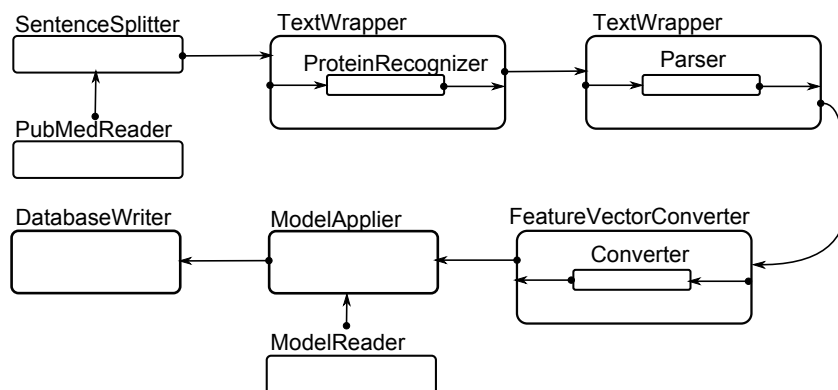 SentenceSplitter
TextWrapper
TextWrapper
ProteinRecognizer
Parser
PubMedReader
DatabaseWriter
ModelApplier
FeatureVectorConverter
Converter
ModelReader